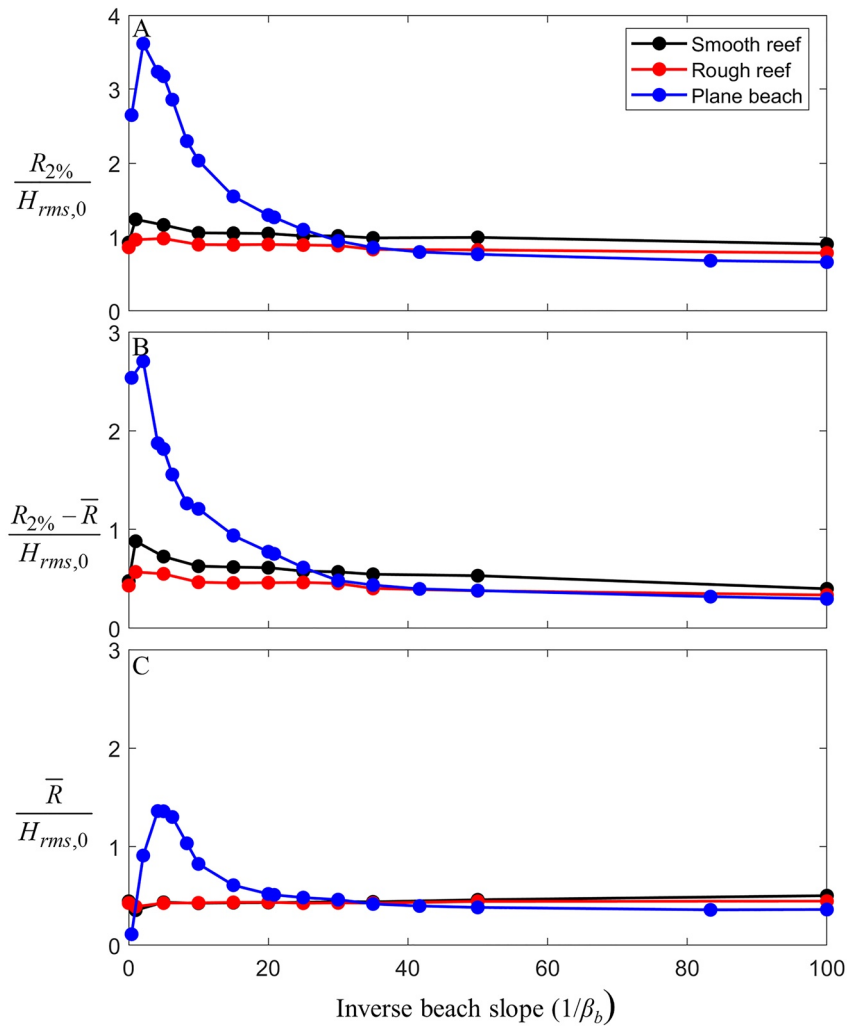 A
4
3
2
1
0
R2%
Hrms,0
Smooth reef
Rough reef
Plane beach
B
3
2
1
0
R2% – R̅
Hrms,0
C
3
2
1
0
R̅
Hrms,0
0 20 40 60 80 100
Inverse beach slope (1/βb)